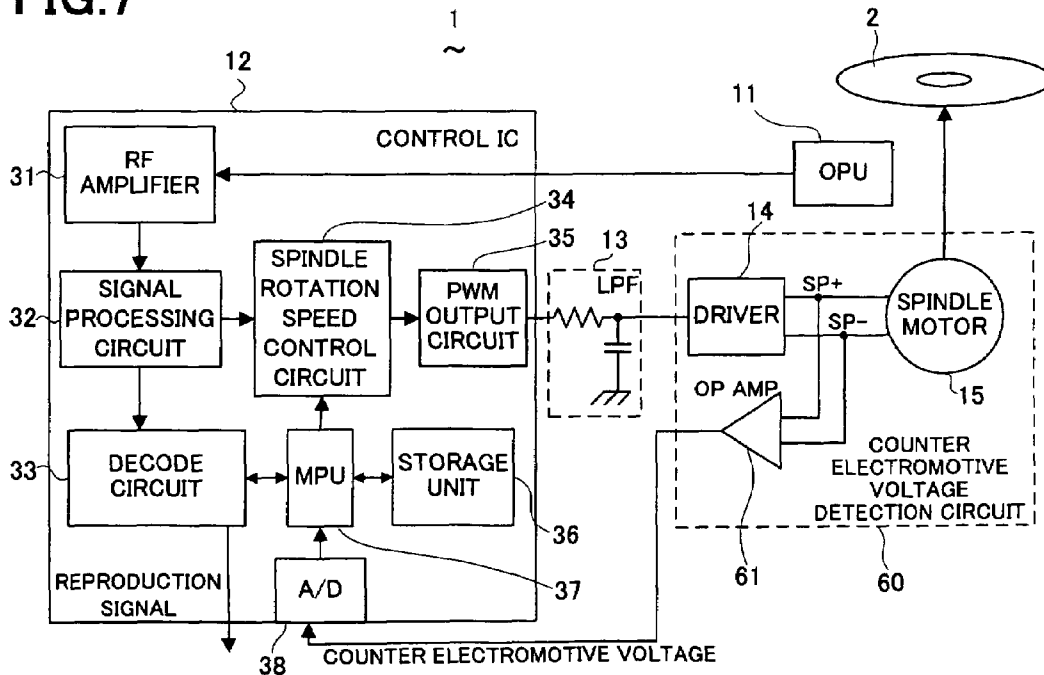 FIG.7
1
~
2
12
CONTROL IC
11
OPU
31
RF
AMPLIFIER
34
35
13
LPF
14
DRIVER
SP+
SP-
SPINDLE
MOTOR
15
32
SIGNAL
PROCESSING
CIRCUIT
SPINDLE
ROTATION
SPEED
CONTROL
CIRCUIT
PWM
OUTPUT
CIRCUIT
OP AMP
61
COUNTER
ELECTROMOTIVE
VOLTAGE
DETECTION CIRCUIT
60
33
DECODE
CIRCUIT
MPU
STORAGE
UNIT
36
37
REPRODUCTION
SIGNAL
A/D
38
COUNTER ELECTROMOTIVE VOLTAGE